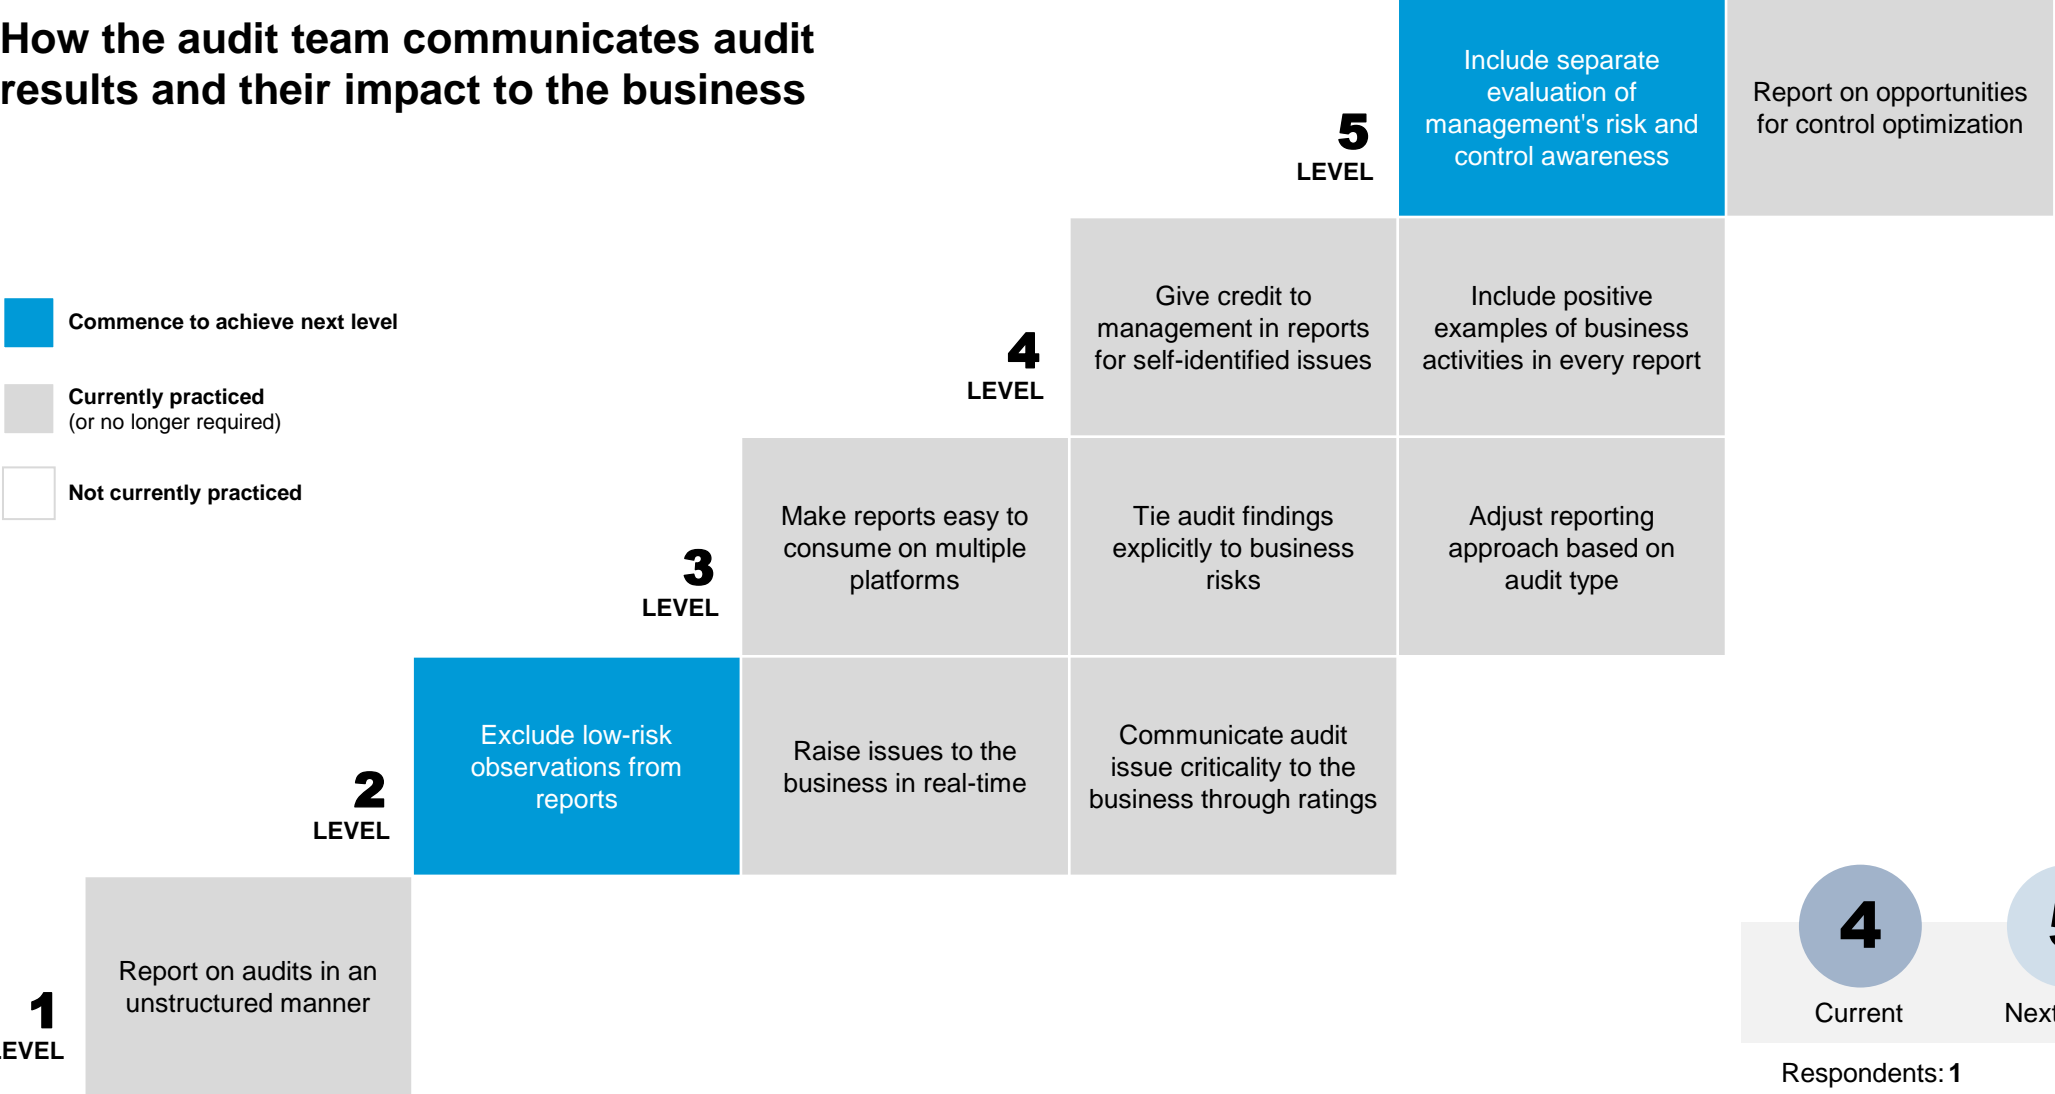 How the audit team communicates audit
results and their impact to the business
5
LEVEL
Include separate
evaluation of
management's risk and
control awareness
Report on opportunities
for control optimization
Commence to achieve next level
Currently practiced
(or no longer required)
Not currently practiced
4
LEVEL
Give credit to
management in reports
for self-identified issues
Include positive
examples of business
activities in every report
3
LEVEL
Make reports easy to
consume on multiple
platforms
Tie audit findings
explicitly to business
risks
Adjust reporting
approach based on
audit type
2
LEVEL
Exclude low-risk
observations from
reports
Raise issues to the
business in real-time
Communicate audit
issue criticality to the
business through ratings
1
LEVEL
Report on audits in an
unstructured manner
4
Current
Next
Respondents: 1